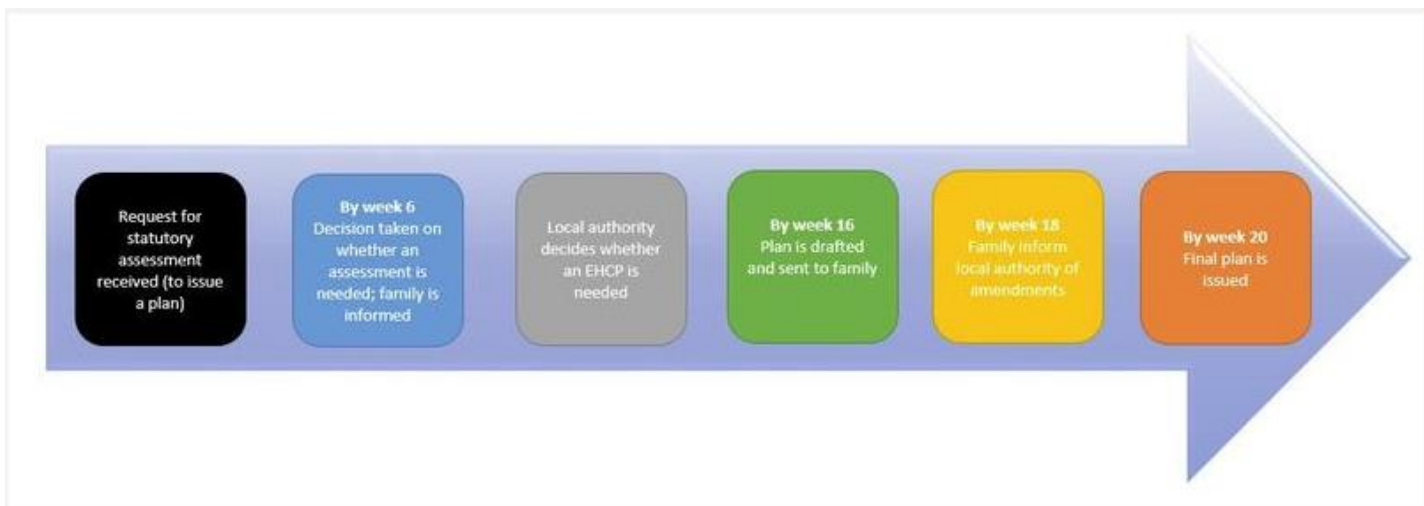 Request for
statutory
assessment
received (to issue
a plan)
By week 6
Decision taken on
whether an
assessment is
needed; family is
informed
Local authority
decides whether
an EHCP is
needed
By week 16
Plan is drafted
and sent to family
By week 18
Family inform
local authority of
amendments
By week 20
Final plan is
issued